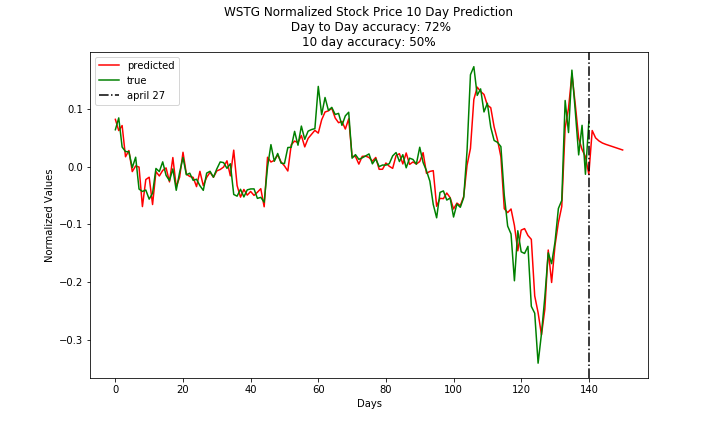 WSTG Normalized Stock Price 10 Day Prediction
Day to Day accuracy: 72%
10 day accuracy: 50%
predicted
true
april 27
0.1
0.0
−0.1
−0.2
−0.3
Normalized Values
0 20 40 60 80 100 120 140
Days